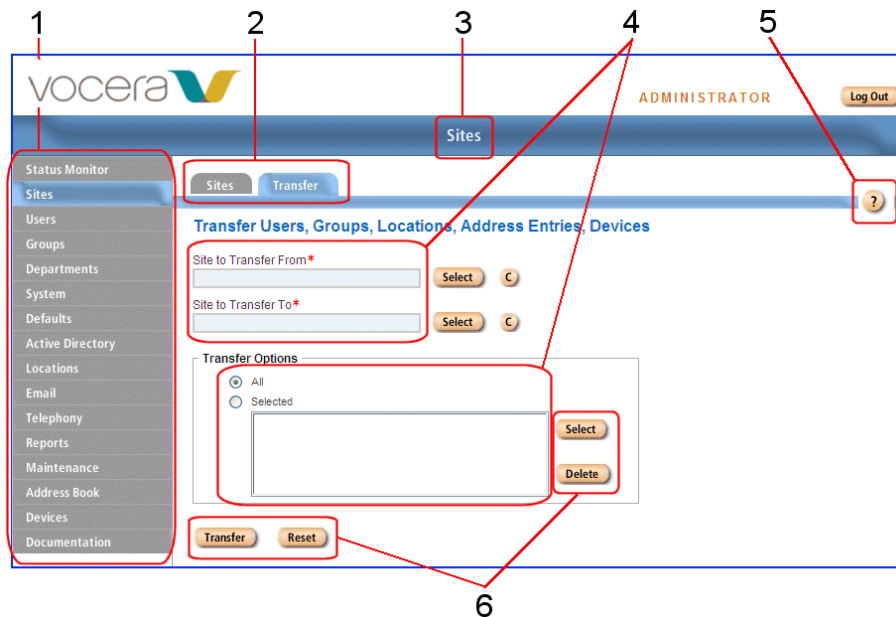 1 2 3 4 5
vocera
ADMINISTRATOR Log Out
Sites
Status Monitor
Sites
Users
Groups
Departments
System
Defaults
Active Directory
Locations
Email
Telephony
Reports
Maintenance
Address Book
Devices
Documentation
Sites Transfer
?
Transfer Users, Groups, Locations, Address Entries, Devices
Site to Transfer From*
Select C
Site to Transfer To*
Select C
Transfer Options
All
Selected
Select
Delete
Transfer Reset
6